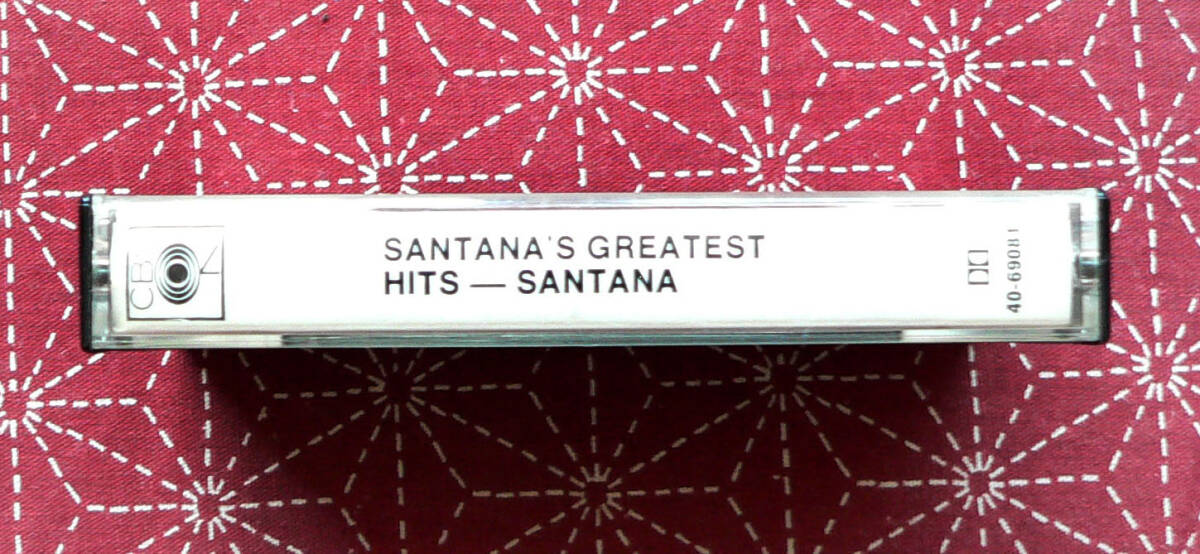 CBS
SANTANA'S GREATEST
HITS — SANTANA
40-69081